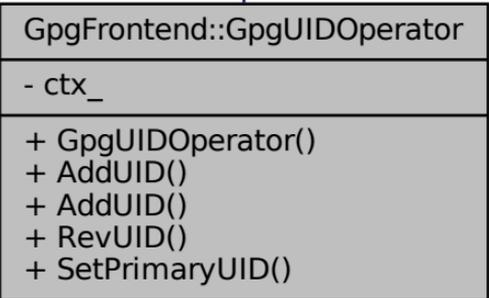 GpgFrontend::GpgUIDOperator
- ctx_
+ GpgUIDOperator()
+ AddUID()
+ AddUID()
+ RevUID()
+ SetPrimaryUID()